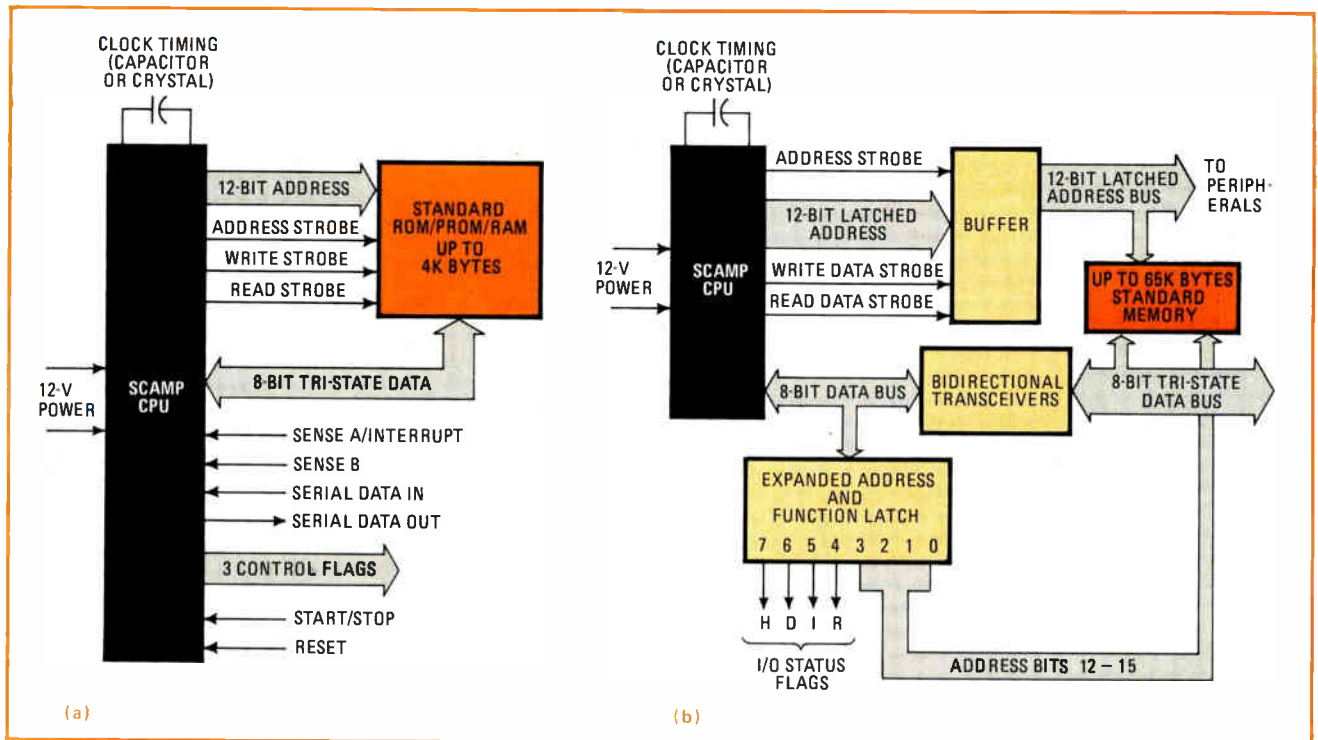 CLOCK TIMING
(CAPACITOR
OR CRYSTAL)
12-BIT ADDRESS
ADDRESS STROBE
WRITE STROBE
READ STROBE
STANDARD
ROM/PROM/RAM
UP TO
4K BYTES
8-BIT TRI-STATE DATA
12-V
POWER
SCAMP
CPU
SENSE A/INTERRUPT
SENSE B
SERIAL DATA IN
SERIAL DATA OUT
3 CONTROL FLAGS
START/STOP
RESET
(a)
CLOCK TIMING
(CAPACITOR
OR CRYSTAL)
ADDRESS STROBE
12-BIT LATCHED
ADDRESS
WRITE DATA STROBE
READ DATA STROBE
12-V
POWER
SCAMP
CPU
BUFFER
12-BIT LATCHED
ADDRESS BUS
TO
PERIPH-
ERALS
UP TO 65K BYTES
STANDARD
MEMORY
8-BIT DATA BUS
BIDIRECTIONAL
TRANSCEIVERS
8-BIT TRI-STATE
DATA BUS
EXPANDED ADDRESS
AND
FUNCTION LATCH
7 6 5 4 3 2 1 0
H D I R
I/O STATUS
FLAGS
ADDRESS BITS 12 – 15
(b)